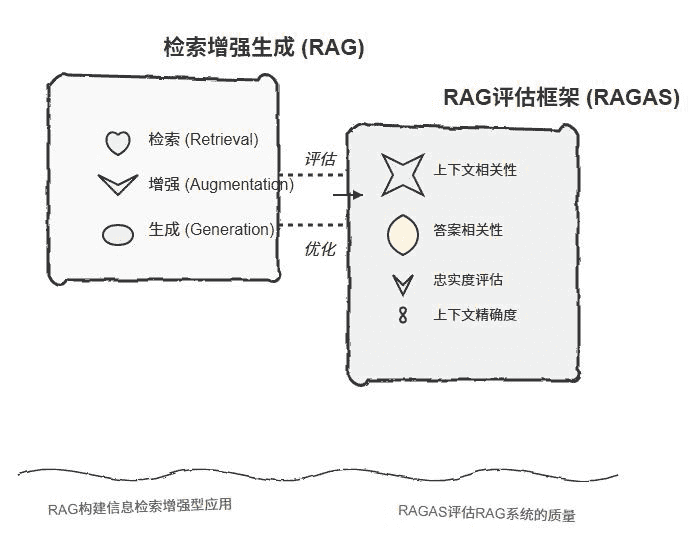 检索增强生成 (RAG)
检索 (Retrieval)
增强 (Augmentation)
生成 (Generation)
评估
优化
RAG评估框架 (RAGAS)
上下文相关性
答案相关性
忠实度评估
上下文精确度
RAG构建信息检索增强型应用
RAGAS评估RAG系统的质量